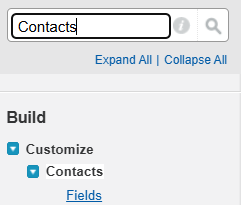 Contacts
Expand All | Collapse All
Build
Customize
Contacts
Fields